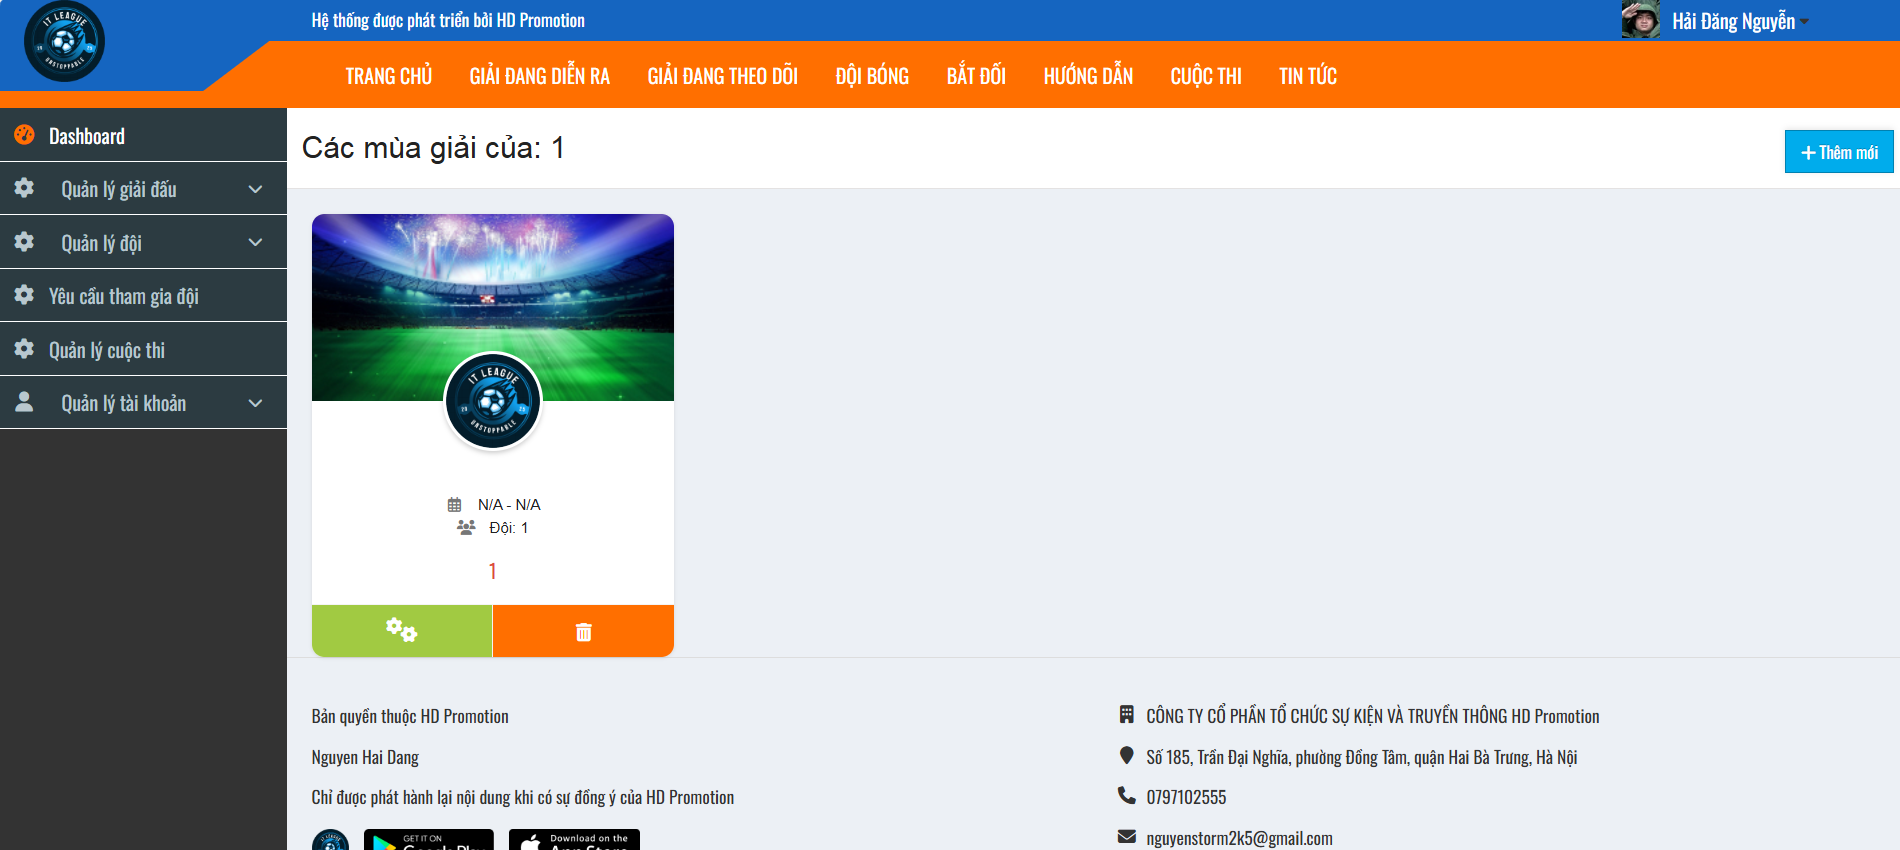 IT LEAGUE
UNSTOPPABLE
Hệ thống được phát triển bởi HD Promotion
Hải Đăng Nguyễn
TRANG CHỦ
GIẢI ĐANG DIỄN RA
GIẢI ĐANG THEO DÕI
ĐỘI BÓNG
BẮT ĐỐI
HƯỚNG DẪN
CUỘC THI
TIN TỨC
Dashboard
Quản lý giải đấu
Quản lý đội
Yêu cầu tham gia đội
Quản lý cuộc thi
Quản lý tài khoản
Các mùa giải của: 1
Thêm mới
IT LEAGUE
20 25
UNSTOPPABLE
N/A - N/A
Đội: 1
1
Bản quyền thuộc HD Promotion
Nguyen Hai Dang
Chỉ được phát hành lại nội dung khi có sự đồng ý của HD Promotion
GET IT ON
Google Play
Download on the
App Store
CÔNG TY CỔ PHẦN TỔ CHỨC SỰ KIỆN VÀ TRUYỀN THÔNG HD Promotion
Số 185, Trần Đại Nghĩa, phường Đồng Tâm, quận Hai Bà Trưng, Hà Nội
0797102555
nguyenstorm2k5@gmail.com